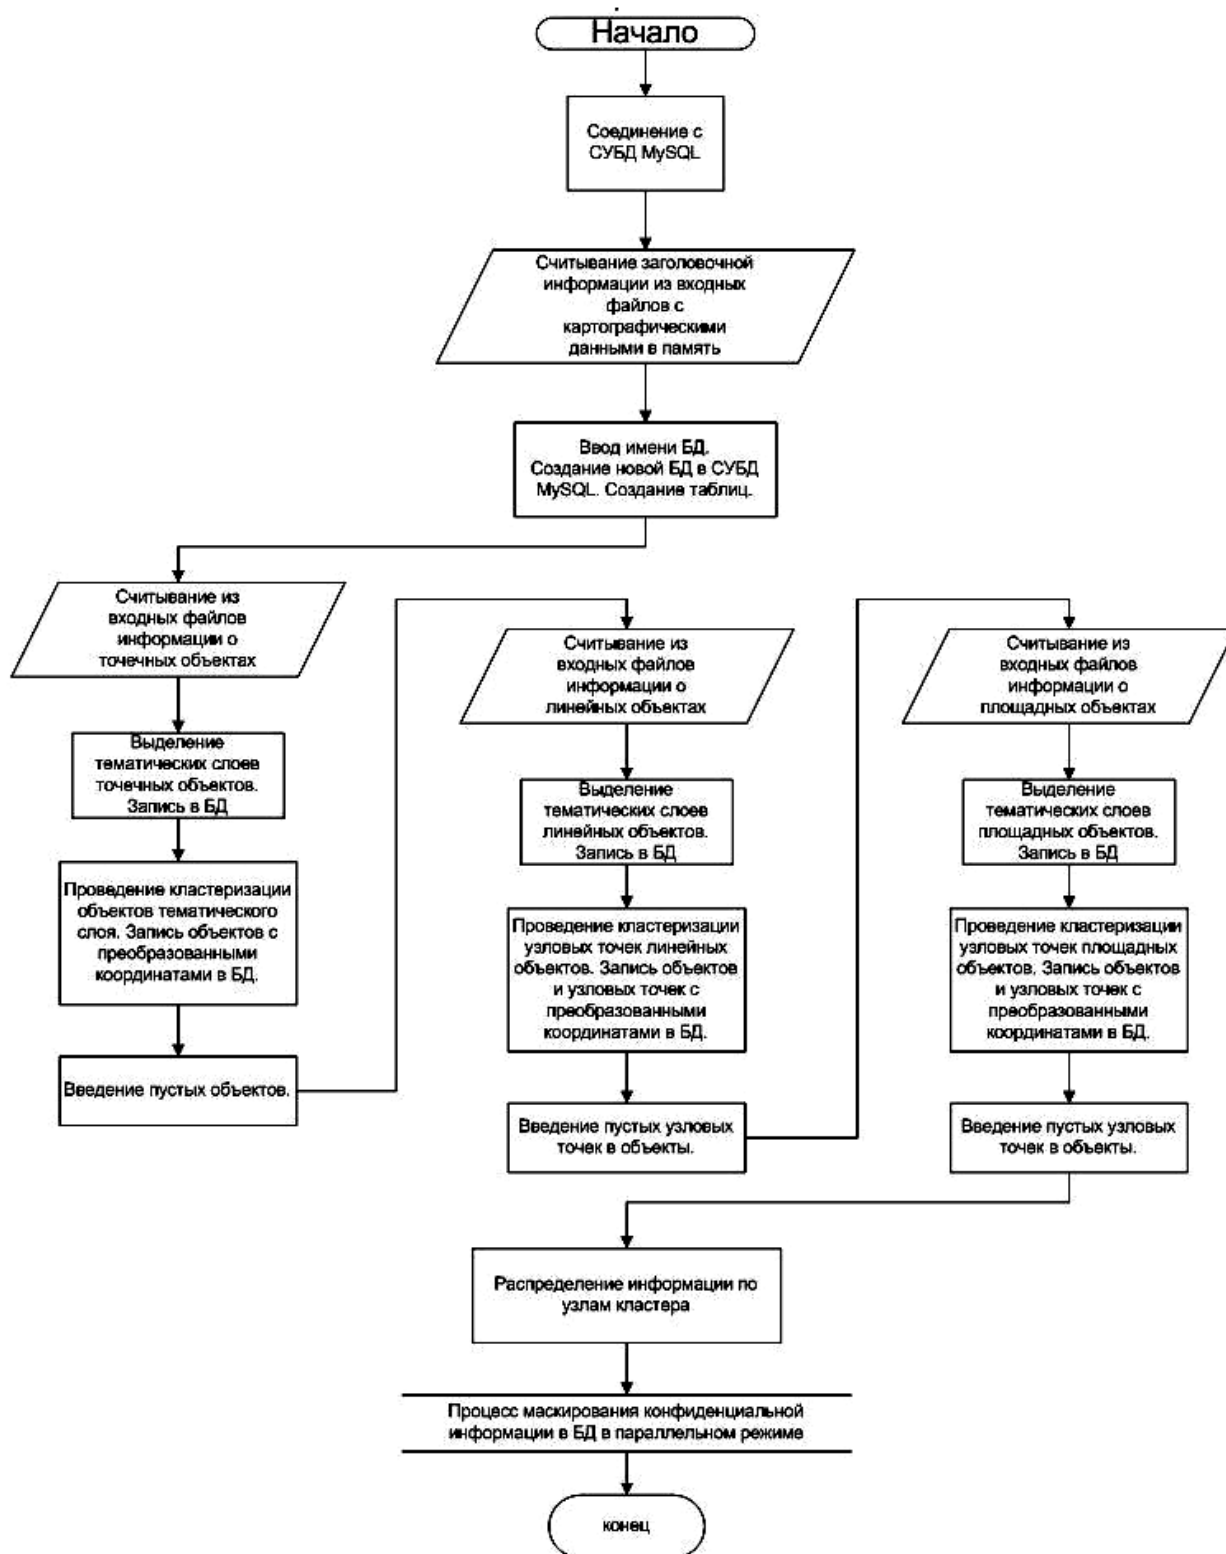 Начало
Соединение с
СУБД MySQL
Считывание заголовочной
информации из входных
файлов с
картографическими
данными в память
Ввод имени БД.
Создание новой БД в СУБД
MySQL. Создание таблиц.
Считывание из
входных файлов
информации о
точечных объектах
Выделение
тематических слоев
точечных объектов.
Запись в БД
Проведение кластеризации
объектов тематического
слоя. Запись объектов с
преобразованными
координатами в БД.
Введение пустых объектов.
Считывание из
входных файлов
информации о
линейных объектах
Выделение
тематических слоев
линейных объектов.
Запись в БД
Проведение кластеризации
узловых точек линейных
объектов. Запись объектов
и узловых точек с
преобразованными
координатами в БД.
Введение пустых узловых
точек в объекты.
Считывание из
входных файлов
информации о
площадных объектах
Выделение
тематических слоев
площадных объектов.
Запись в БД
Проведение кластеризации
узловых точек площадных
объектов. Запись объектов
и узловых точек с
преобразованными
координатами в БД.
Введение пустых узловых
точек в объекты.
Распределение информации по
узлам кластера
Процесс маскирования конфиденциальной
информации в БД в параллельном режиме
конец